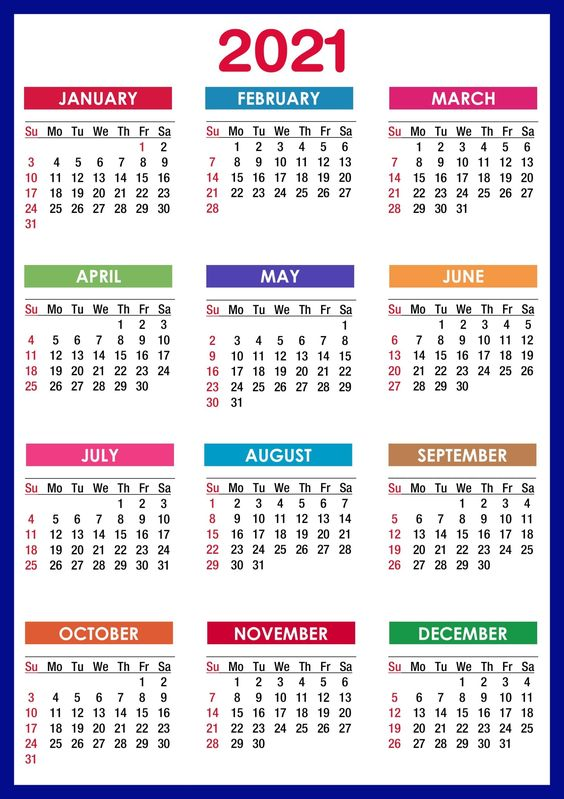 2021
JANUARY
Su Mo Tu We Th Fr Sa
1 2
3 4 5 6 7 8 9
10 11 12 13 14 15 16
17 18 19 20 21 22 23
24 25 26 27 28 29 30
31
FEBRUARY
Su Mo Tu We Th Fr Sa
1 2 3 4 5 6
7 8 9 10 11 12 13
14 15 16 17 18 19 20
21 22 23 24 25 26 27
28
MARCH
Su Mo Tu We Th Fr Sa
1 2 3 4 5 6
7 8 9 10 11 12 13
14 15 16 17 18 19 20
21 22 23 24 25 26 27
28 29 30 31
APRIL
Su Mo Tu We Th Fr Sa
1 2 3
4 5 6 7 8 9 10
11 12 13 14 15 16 17
18 19 20 21 22 23 24
25 26 27 28 29 30
MAY
Su Mo Tu We Th Fr Sa
1
2 3 4 5 6 7 8
9 10 11 12 13 14 15
16 17 18 19 20 21 22
23 24 25 26 27 28 29
30 31
JUNE
Su Mo Tu We Th Fr Sa
1 2 3 4 5
6 7 8 9 10 11 12
13 14 15 16 17 18 19
20 21 22 23 24 25 26
27 28 29 30
JULY
Su Mo Tu We Th Fr Sa
1 2 3
4 5 6 7 8 9 10
11 12 13 14 15 16 17
18 19 20 21 22 23 24
25 26 27 28 29 30 31
AUGUST
Su Mo Tu We Th Fr Sa
1 2 3 4 5 6 7
8 9 10 11 12 13 14
15 16 17 18 19 20 21
22 23 24 25 26 27 28
29 30 31
SEPTEMBER
Su Mo Tu We Th Fr Sa
1 2 3 4
5 6 7 8 9 10 11
12 13 14 15 16 17 18
19 20 21 22 23 24 25
26 27 28 29 30
OCTOBER
Su Mo Tu We Th Fr Sa
1 2
3 4 5 6 7 8 9
10 11 12 13 14 15 16
17 18 19 20 21 22 23
24 25 26 27 28 29 30
31
NOVEMBER
Su Mo Tu We Th Fr Sa
1 2 3 4 5 6
7 8 9 10 11 12 13
14 15 16 17 18 19 20
21 22 23 24 25 26 27
28 29 30
DECEMBER
Su Mo Tu We Th Fr Sa
1 2 3 4
5 6 7 8 9 10 11
12 13 14 15 16 17 18
19 20 21 22 23 24 25
26 27 28 29 30 31